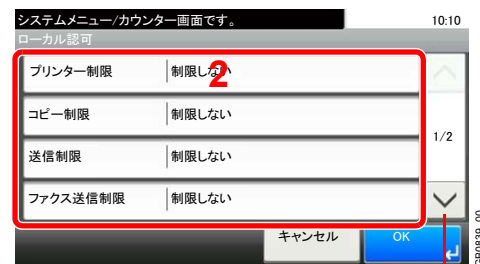 システムメニュー/カウンター画面です。 10:10
ローカル認可
プリンター制限 制限しない
2
コピー制限 制限しない
1/2
送信制限 制限しない
ファクス送信制限 制限しない
キャンセル OK
GB0839_00